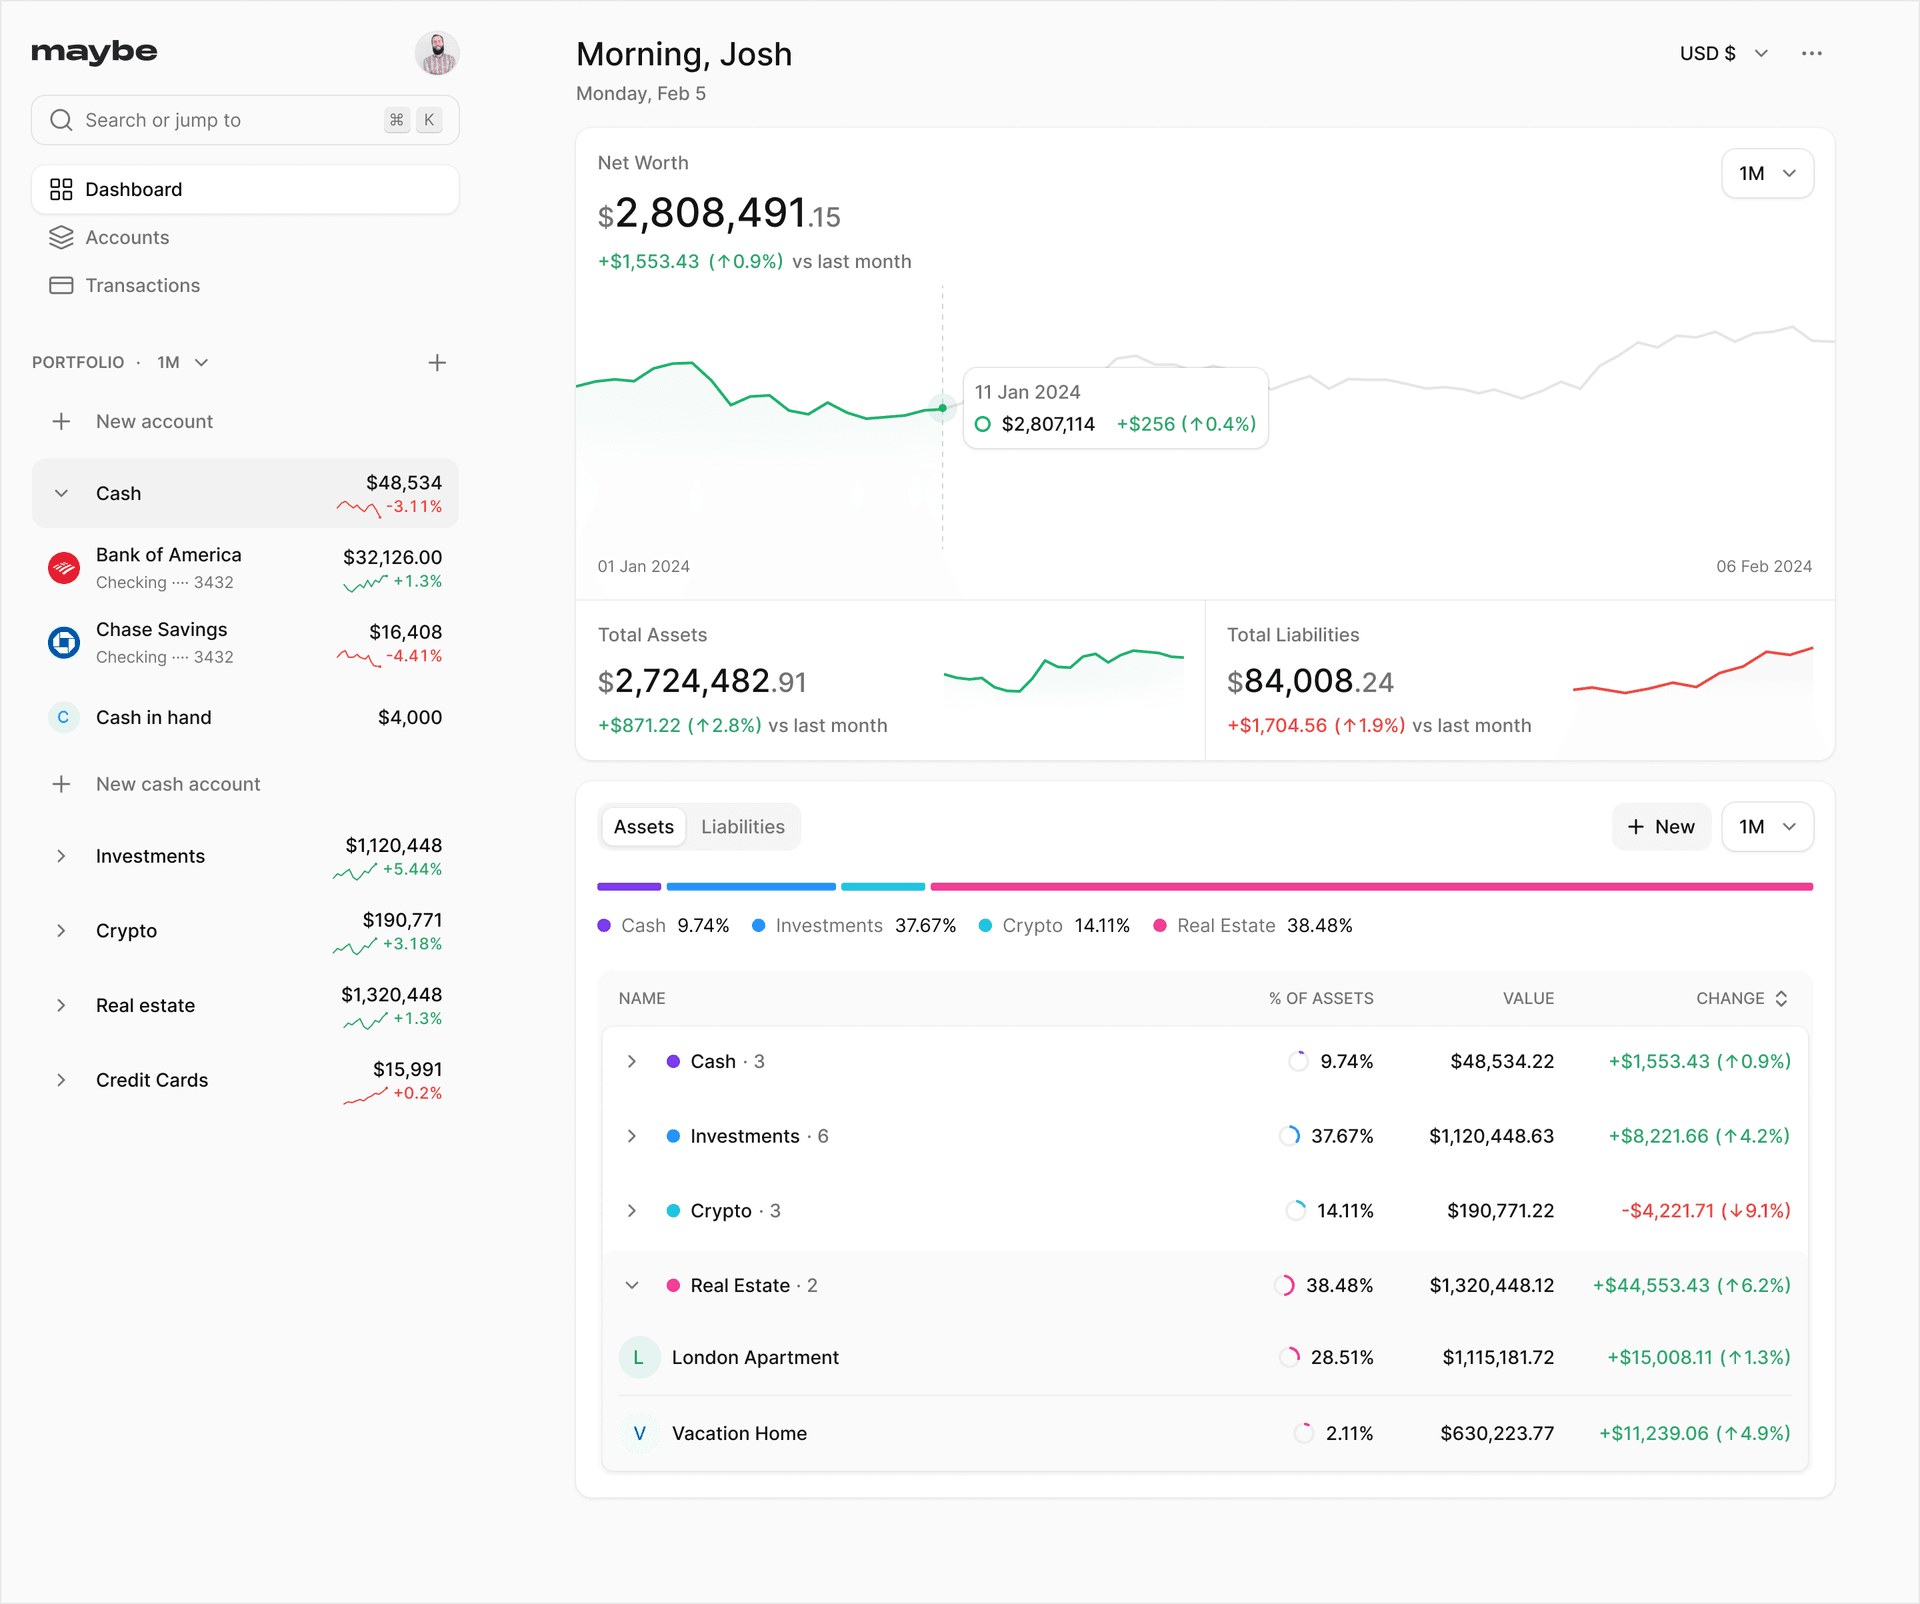 maybe
Search or jump to ⌘ K
Dashboard
Accounts
Transactions
PORTFOLIO · 1M
New account
Cash $48,534
-3.11%
Bank of America $32,126.00
Checking ···· 3432 +1.3%
Chase Savings $16,408
Checking ···· 3432 -4.41%
C Cash in hand $4,000
New cash account
Investments $1,120,448
+5.44%
Crypto $190,771
+3.18%
Real estate $1,320,448
+1.3%
Credit Cards $15,991
+0.2%
Morning, Josh
Monday, Feb 5
USD $
Net Worth
1M
$2,808,491.15
+$1,553.43 (↑0.9%) vs last month
11 Jan 2024
$2,807,114 +$256 (↑0.4%)
01 Jan 2024 06 Feb 2024
Total Assets
$2,724,482.91
+$871.22 (↑2.8%) vs last month
Total Liabilities
$84,008.24
+$1,704.56 (↑1.9%) vs last month
Assets Liabilities + New 1M
Cash 9.74% Investments 37.67% Crypto 14.11% Real Estate 38.48%
NAME % OF ASSETS VALUE CHANGE
Cash · 3 9.74% $48,534.22 +$1,553.43 (↑0.9%)
Investments · 6 37.67% $1,120,448.63 +$8,221.66 (↑4.2%)
Crypto · 3 14.11% $190,771.22 -$4,221.71 (↓9.1%)
Real Estate · 2 38.48% $1,320,448.12 +$44,553.43 (↑6.2%)
L London Apartment 28.51% $1,115,181.72 +$15,008.11 (↑1.3%)
V Vacation Home 2.11% $630,223.77 +$11,239.06 (↑4.9%)